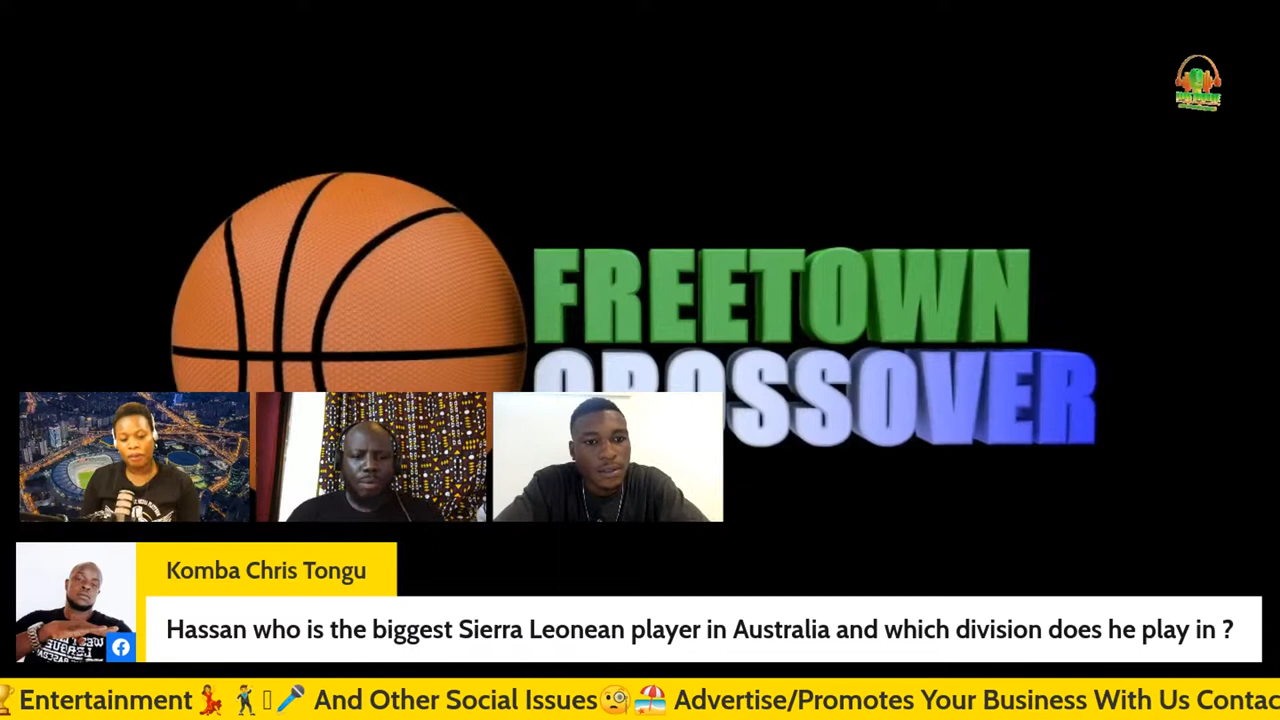 FREETOWN
CROSSOVER
Komba Chris Tongu
Hassan who is the biggest Sierra Leonean player in Australia and which division does he play in ?
Entertainment💃🕺 🎤 And Other Social Issues🧐🏖️ Advertise/Promotes Your Business With Us Contac